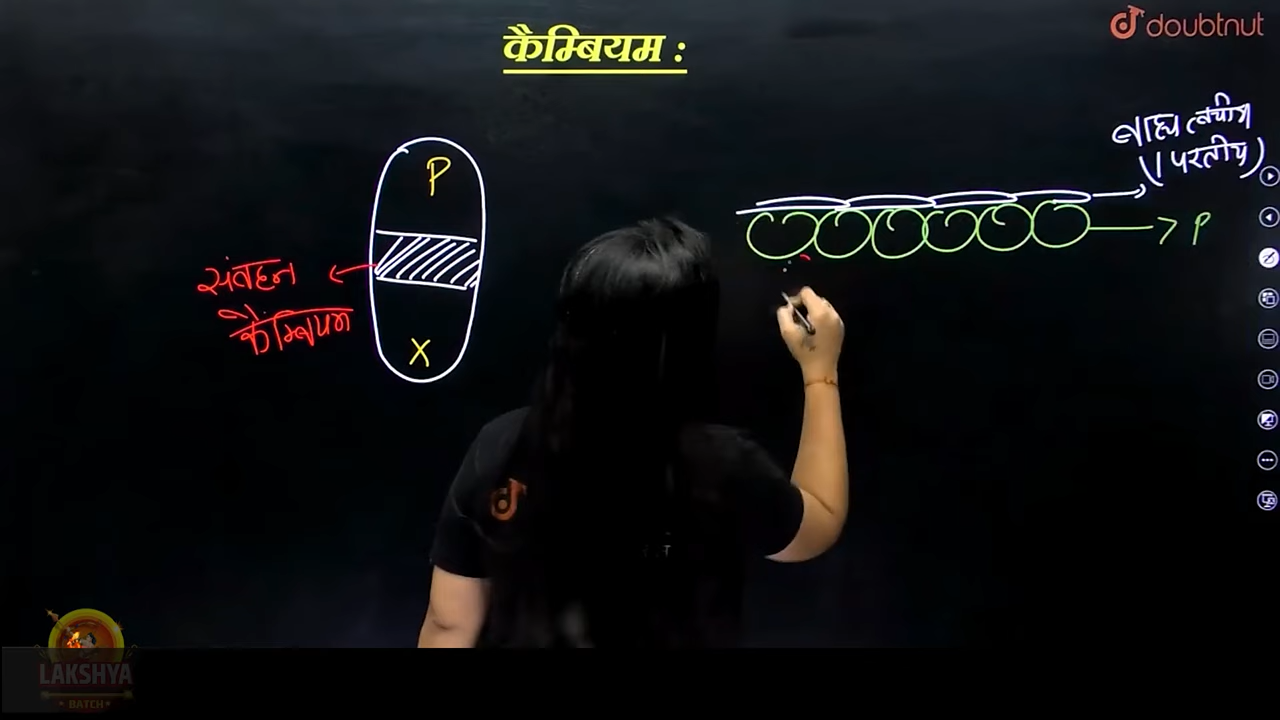 कैम्बियम :
doubtnut
P
संवहन
कैम्बियम
X
बाह्य त्वचीय
(1 परतीय)
P
LAKSHYA
• BATCH •